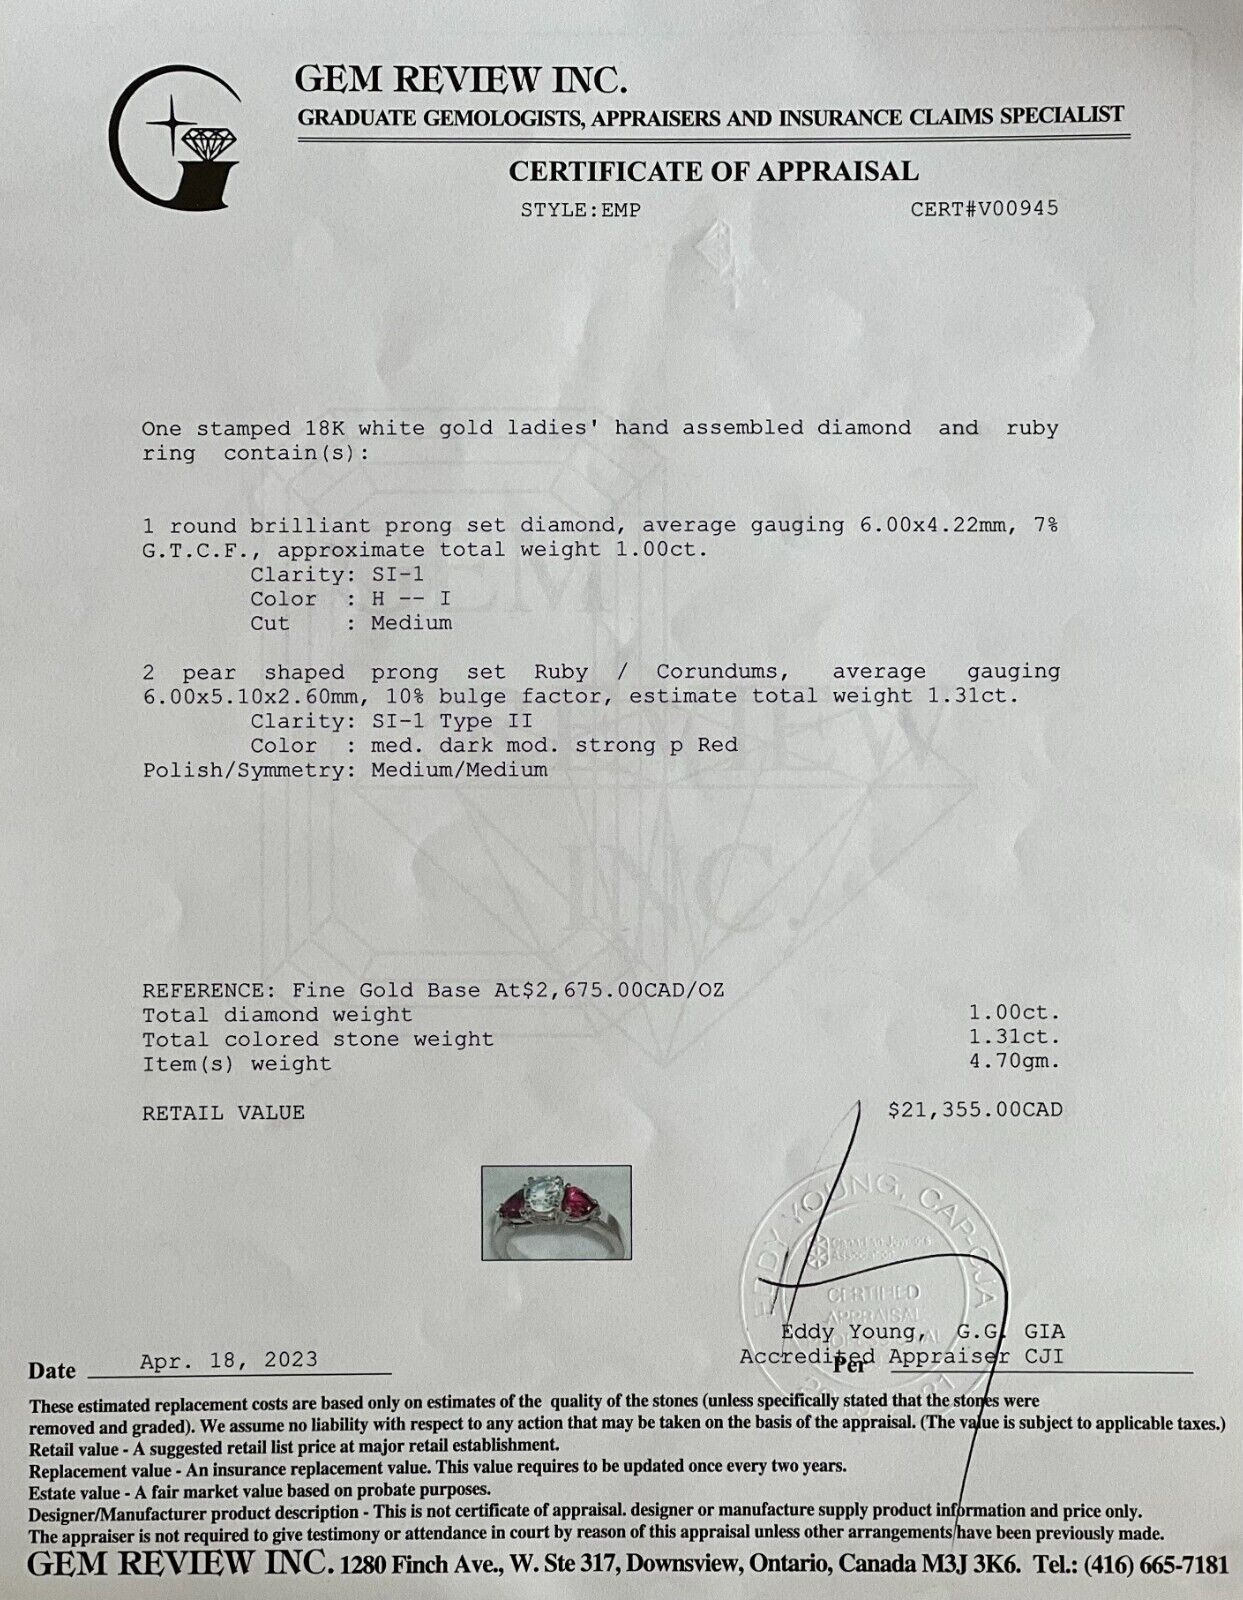 GEM REVIEW INC.
GRADUATE GEMOLOGISTS, APPRAISERS AND INSURANCE CLAIMS SPECIALIST
CERTIFICATE OF APPRAISAL
STYLE:EMP CERT#V00945
One stamped 18K white gold ladies' hand assembled diamond and ruby
ring contain(s):
1 round brilliant prong set diamond, average gauging 6.00x4.22mm, 7%
G.T.C.F., approximate total weight 1.00ct.
Clarity: SI-1
Color : H -- I
Cut : Medium
2 pear shaped prong set Ruby / Corundums, average gauging
6.00x5.10x2.60mm, 10% bulge factor, estimate total weight 1.31ct.
Clarity: SI-1 Type II
Color : med. dark mod. strong p Red
Polish/Symmetry: Medium/Medium
GEM
REVIEW
INC.
REFERENCE: Fine Gold Base At$2,675.00CAD/OZ
Total diamond weight 1.00ct.
Total colored stone weight 1.31ct.
Item(s) weight 4.70gm.
RETAIL VALUE $21,355.00CAD
EDDY YOUNG, CAP-CJA
CERTIFIED
APPRAISAL
Eddy Young, G.G. GIA
Accredited Appraiser CJI
Date Apr. 18, 2023 Per
These estimated replacement costs are based only on estimates of the quality of the stones (unless specifically stated that the stones were
removed and graded). We assume no liability with respect to any action that may be taken on the basis of the appraisal. (The value is subject to applicable taxes.)
Retail value - A suggested retail list price at major retail establishment.
Replacement value - An insurance replacement value. This value requires to be updated once every two years.
Estate value - A fair market value based on probate purposes.
Designer/Manufacturer product description - This is not certificate of appraisal. designer or manufacture supply product information and price only.
The appraiser is not required to give testimony or attendance in court by reason of this appraisal unless other arrangements have been previously made.
GEM REVIEW INC. 1280 Finch Ave., W. Ste 317, Downsview, Ontario, Canada M3J 3K6. Tel.: (416) 665-7181